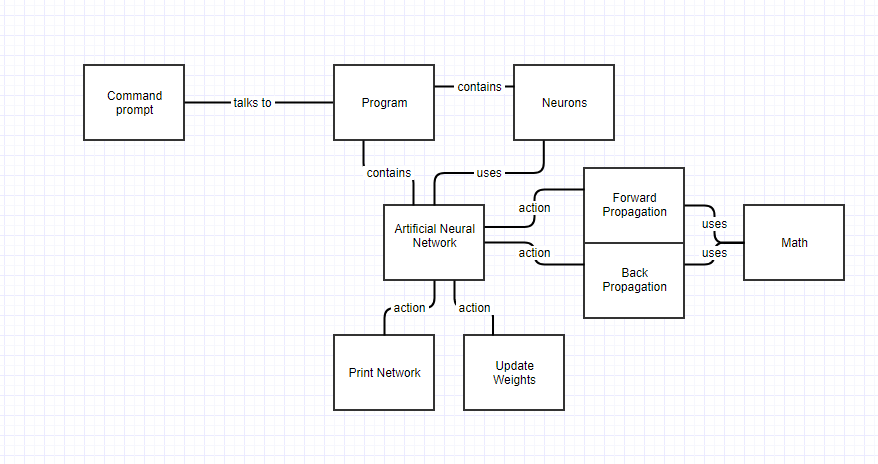 Command
prompt
talks to
Program
contains
Neurons
contains
uses
Artificial Neural
Network
action
action
Forward
Propagation
Back
Propagation
uses
uses
Math
action
action
Print Network
Update
Weights